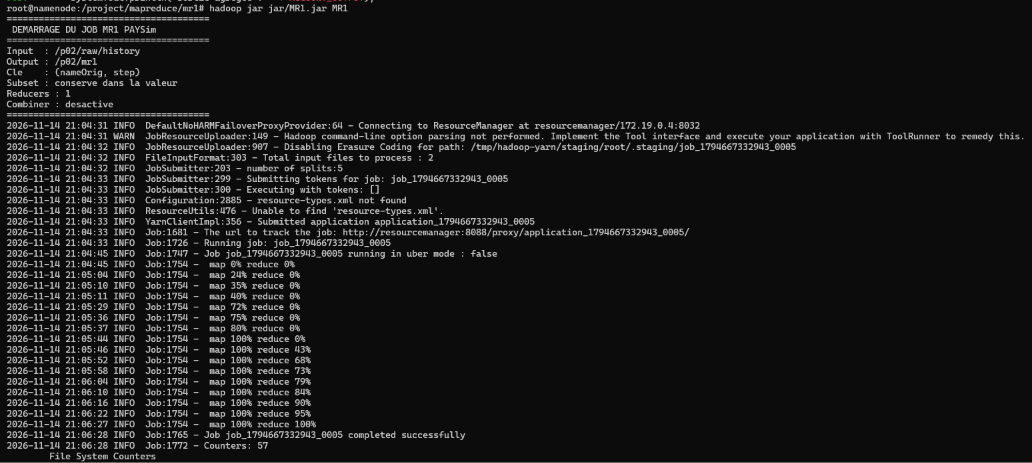 root@namenode:/project/mapreduce/mr1# hadoop jar jar/MR1.jar MR1
=====================================
 DEMARRAGE DU JOB MR1 PAYSim
=====================================
Input  : /p02/raw/history
Output : /p02/mr1
Cle    : (nameOrig, step)
Subset : conserve dans la valeur
Reducers : 1
Combiner : desactive
=====================================
2026-11-14 21:04:31 INFO  DefaultNoHARMFailoverProxyProvider:64 - Connecting to ResourceManager at resourcemanager/172.19.0.4:8032
2026-11-14 21:04:31 WARN  JobResourceUploader:149 - Hadoop command-line option parsing not performed. Implement the Tool interface and execute your application with ToolRunner to remedy this.
2026-11-14 21:04:32 INFO  JobResourceUploader:907 - Disabling Erasure Coding for path: /tmp/hadoop-yarn/staging/root/.staging/job_1794667332943_0005
2026-11-14 21:04:32 INFO  FileInputFormat:303 - Total input files to process : 2
2026-11-14 21:04:32 INFO  JobSubmitter:203 - number of splits:5
2026-11-14 21:04:33 INFO  JobSubmitter:299 - Submitting tokens for job: job_1794667332943_0005
2026-11-14 21:04:33 INFO  JobSubmitter:300 - Executing with tokens: []
2026-11-14 21:04:33 INFO  Configuration:2885 - resource-types.xml not found
2026-11-14 21:04:33 INFO  ResourceUtils:476 - Unable to find 'resource-types.xml'.
2026-11-14 21:04:33 INFO  YarnClientImpl:356 - Submitted application application_1794667332943_0005
2026-11-14 21:04:33 INFO  Job:1681 - The url to track the job: http://resourcemanager:8088/proxy/application_1794667332943_0005/
2026-11-14 21:04:33 INFO  Job:1726 - Running job: job_1794667332943_0005
2026-11-14 21:04:45 INFO  Job:1747 - Job job_1794667332943_0005 running in uber mode : false
2026-11-14 21:04:45 INFO  Job:1754 -  map 0% reduce 0%
2026-11-14 21:05:04 INFO  Job:1754 -  map 24% reduce 0%
2026-11-14 21:05:10 INFO  Job:1754 -  map 35% reduce 0%
2026-11-14 21:05:11 INFO  Job:1754 -  map 40% reduce 0%
2026-11-14 21:05:29 INFO  Job:1754 -  map 72% reduce 0%
2026-11-14 21:05:36 INFO  Job:1754 -  map 75% reduce 0%
2026-11-14 21:05:37 INFO  Job:1754 -  map 80% reduce 0%
2026-11-14 21:05:44 INFO  Job:1754 -  map 100% reduce 0%
2026-11-14 21:05:46 INFO  Job:1754 -  map 100% reduce 43%
2026-11-14 21:05:52 INFO  Job:1754 -  map 100% reduce 68%
2026-11-14 21:05:58 INFO  Job:1754 -  map 100% reduce 73%
2026-11-14 21:06:04 INFO  Job:1754 -  map 100% reduce 79%
2026-11-14 21:06:10 INFO  Job:1754 -  map 100% reduce 84%
2026-11-14 21:06:16 INFO  Job:1754 -  map 100% reduce 90%
2026-11-14 21:06:22 INFO  Job:1754 -  map 100% reduce 95%
2026-11-14 21:06:27 INFO  Job:1754 -  map 100% reduce 100%
2026-11-14 21:06:28 INFO  Job:1765 - Job job_1794667332943_0005 completed successfully
2026-11-14 21:06:28 INFO  Job:1772 - Counters: 57
        File System Counters